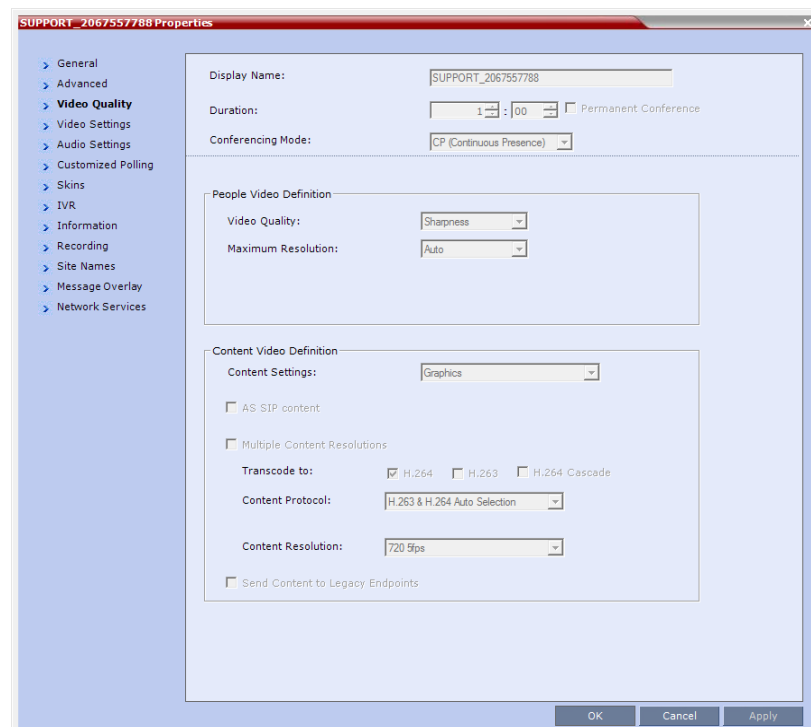 SUPPORT_2067557788 Properties
x
General
Advanced
Video Quality
Video Settings
Audio Settings
Customized Polling
Skins
IVR
Information
Recording
Site Names
Message Overlay
Network Services
Display Name: SUPPORT_2067557788
Duration: 1 : 00 Permanent Conference
Conferencing Mode: CP (Continuous Presence)
People Video Definition
Video Quality: Sharpness
Maximum Resolution: Auto
Content Video Definition
Content Settings: Graphics
AS SIP content
Multiple Content Resolutions
Transcode to: H.264 H.263 H.264 Cascade
Content Protocol: H.263 & H.264 Auto Selection
Content Resolution: 720 5fps
Send Content to Legacy Endpoints
OK Cancel Apply